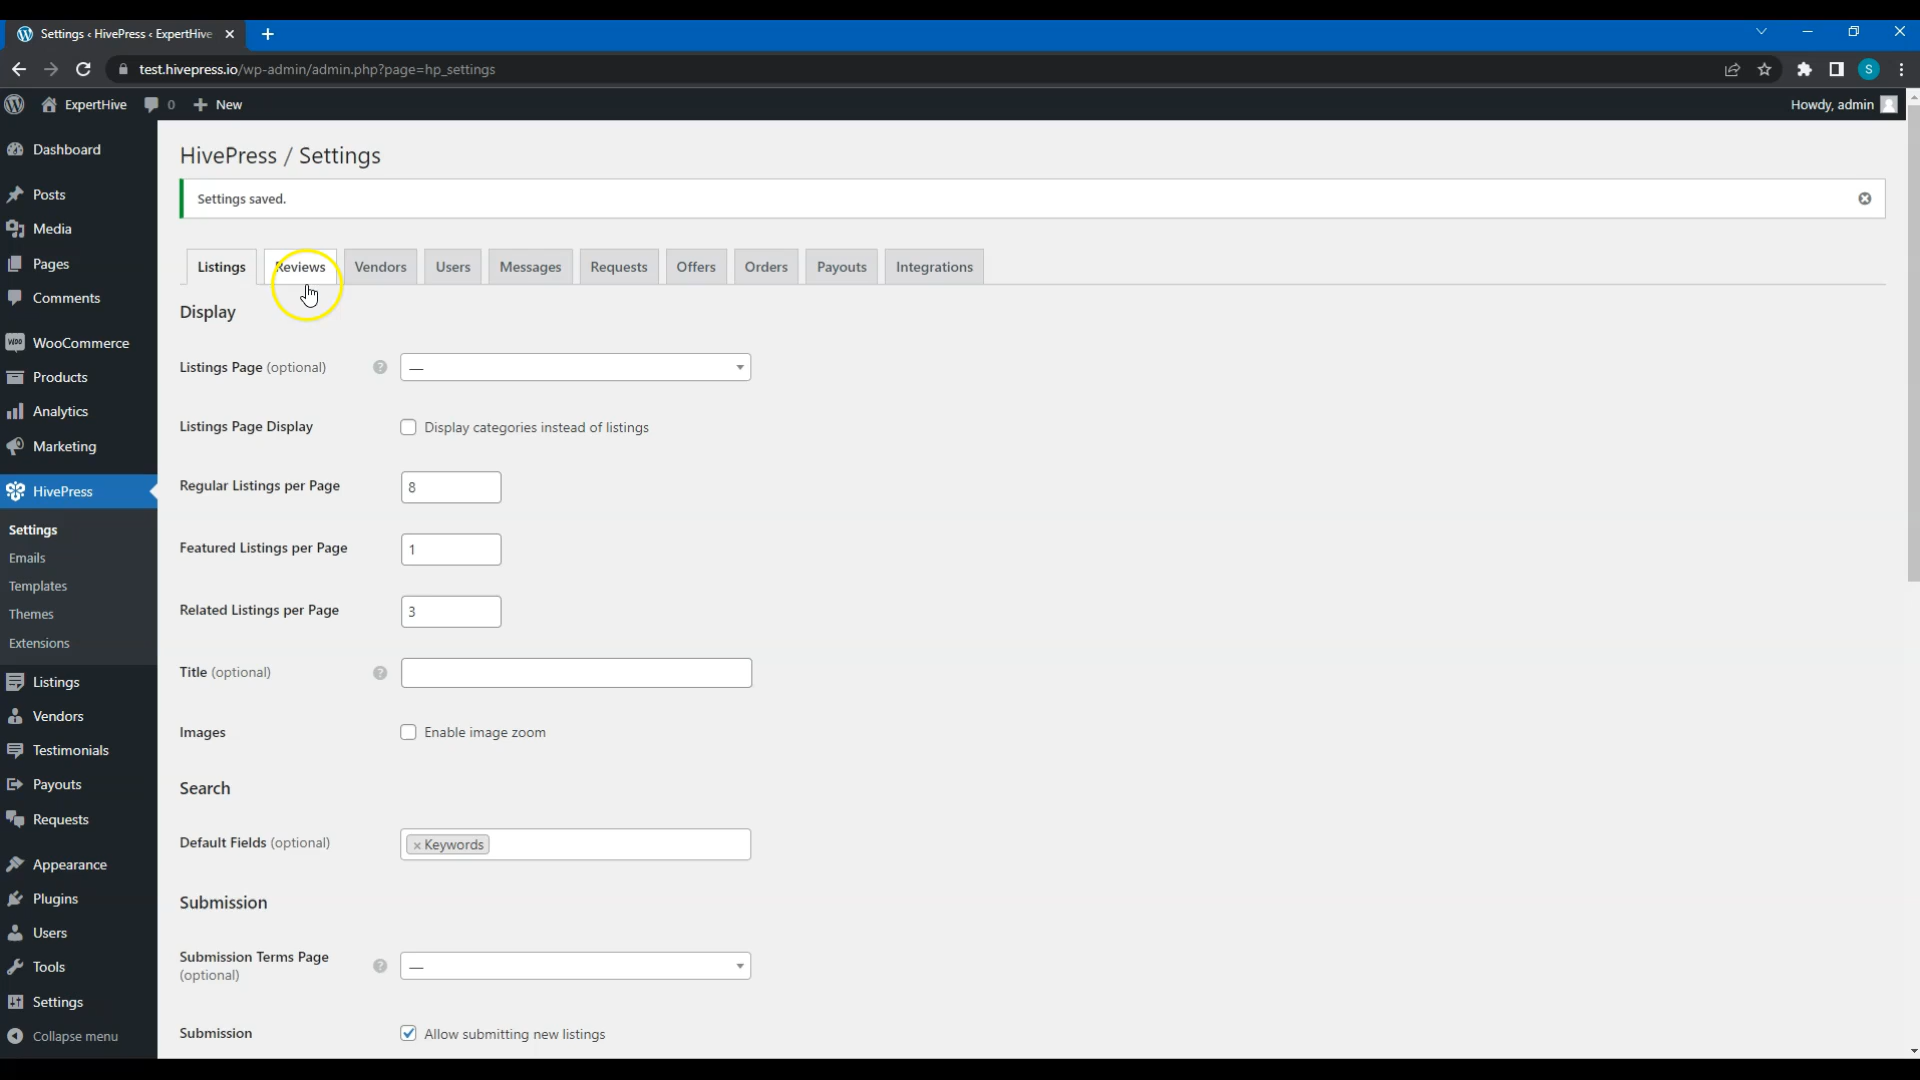 Settings ‹ HivePress ‹ ExpertHive
test.hivepress.io/wp-admin/admin.php?page=hp_settings
S
ExpertHive 0 New
Howdy, admin
Dashboard
Posts
Media
Pages
Comments
WooCommerce
Products
Analytics
Marketing
HivePress
Settings
Emails
Templates
Themes
Extensions
Listings
Vendors
Testimonials
Payouts
Requests
Appearance
Plugins
Users
Tools
Settings
Collapse menu
HivePress / Settings
Settings saved.
Listings Reviews Vendors Users Messages Requests Offers Orders Payouts Integrations
Display
Listings Page (optional) ? —
Listings Page Display Display categories instead of listings
Regular Listings per Page 8
Featured Listings per Page 1
Related Listings per Page 3
Title (optional) ?
Images Enable image zoom
Search
Default Fields (optional) × Keywords
Submission
Submission Terms Page
(optional) ? —
Submission Allow submitting new listings